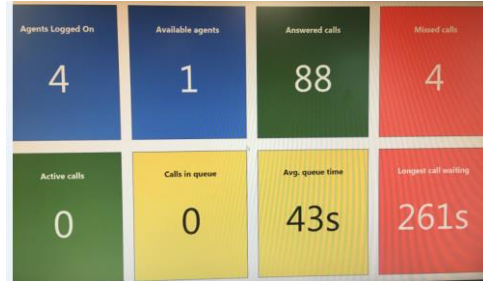 Agents Logged On
Available agents
Answered calls
Missed calls
4
1
88
4
Active calls
Calls in queue
Avg. queue time
Longest call waiting
0
0
43s
261s